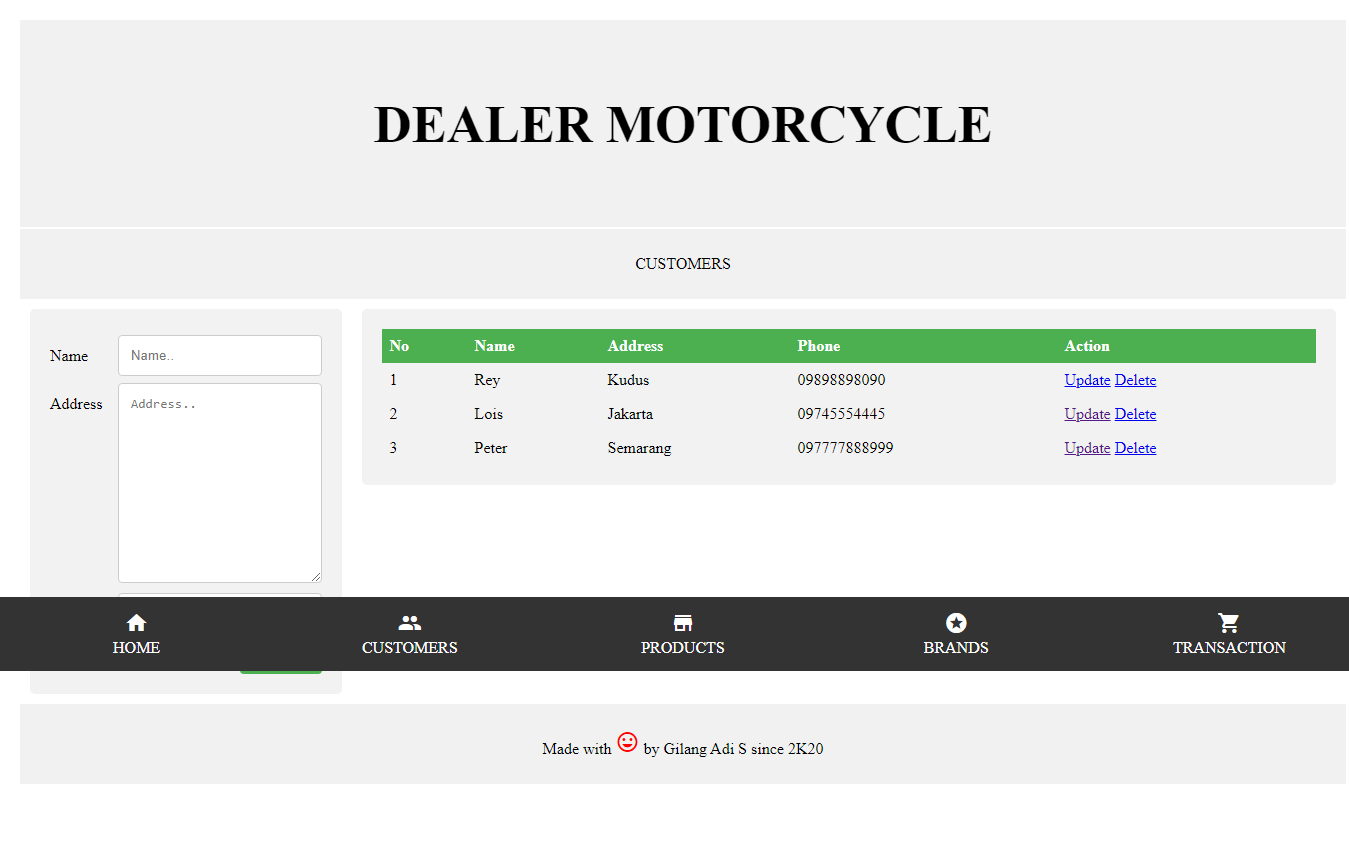 DEALER MOTORCYCLE
CUSTOMERS
Name
Name..
Address
Address..
No Name Address Phone Action
1 Rey Kudus 09898898090 Update Delete
2 Lois Jakarta 09745554445 Update Delete
3 Peter Semarang 097777888999 Update Delete
HOME CUSTOMERS PRODUCTS BRANDS TRANSACTION
Made with by Gilang Adi S since 2K20